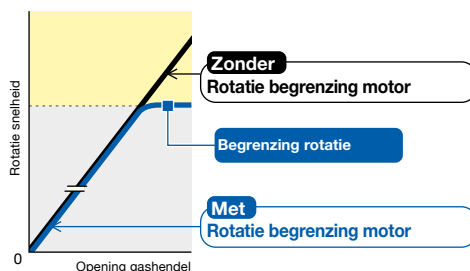 Rotatie snelheid
Zonder
Rotatie begrenzing motor
Begrenzing rotatie
Met
Rotatie begrenzing motor
0
Opening gashendel